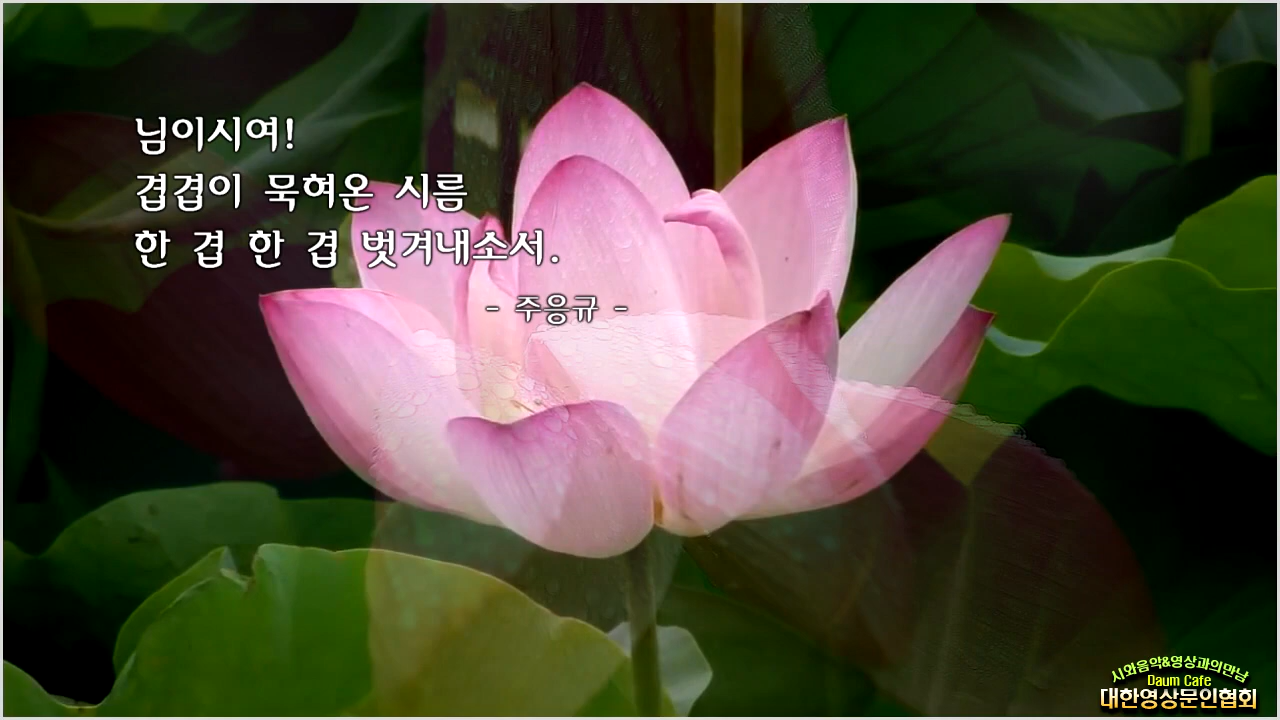 님이시여!
겹겹이 묵혀온 시름
한 겹 한 겹 벗겨내소서.
- 주응규 -
시와음악&영상과의만남
Daum Cafe
대한영상문인협회